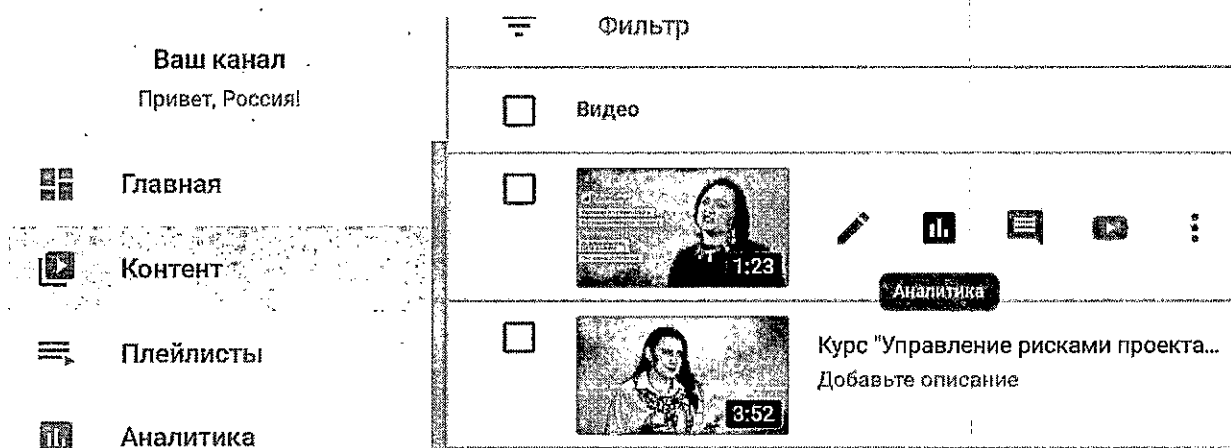 Ваш канал
Привет, Россия!
Главная
Контент
Плейлисты
Аналитика
Фильтр
Видео
1:23
Аналитика
3:52
Курс "Управление рисками проекта...
Добавьте описание